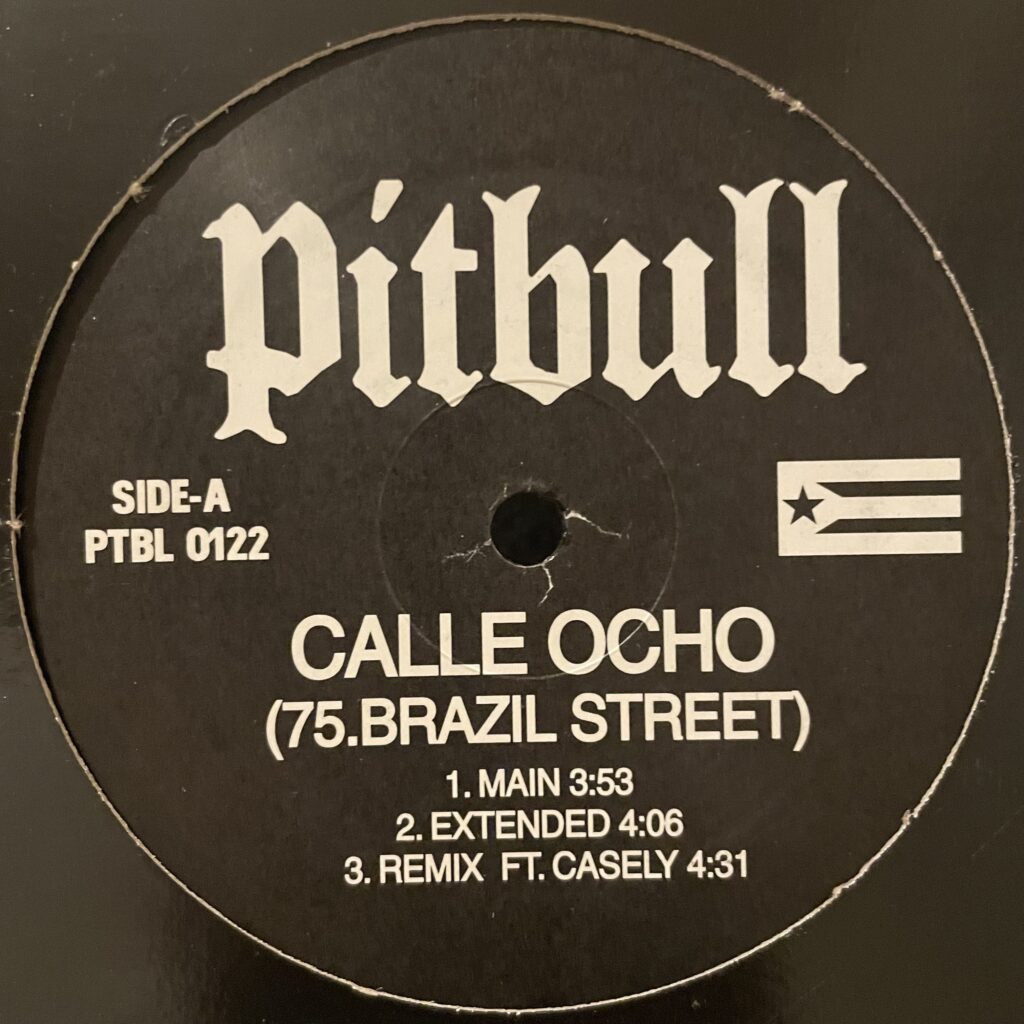 Pitbull
SIDE-A
PTBL 0122
CALLE OCHO
(75.BRAZIL STREET)
1. MAIN 3:53
2. EXTENDED 4:06
3. REMIX FT. CASELY 4:31